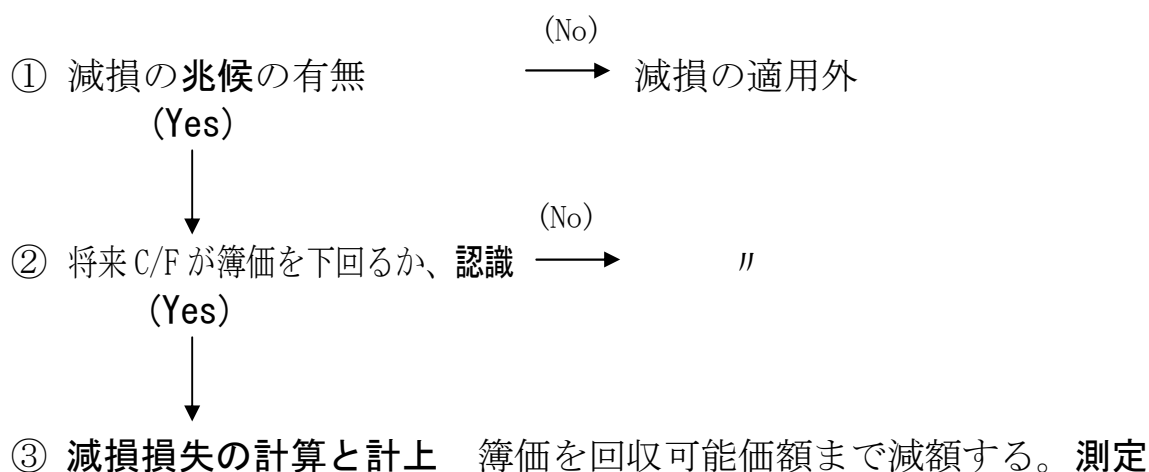 (No)
① 減損の兆候の有無 減損の適用外
(Yes)
(No)
② 将来 C/F が簿価を下回るか、認識 〃
(Yes)
③ 減損損失の計算と計上 簿価を回収可能価額まで減額する。測定